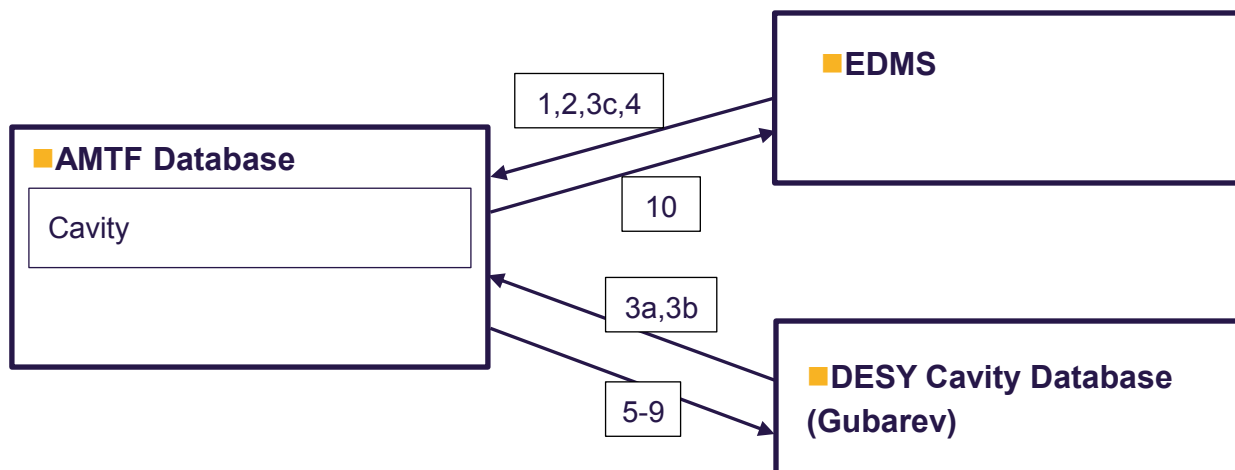 EDMS
1,2,3c,4
AMTF Database
Cavity
10
3a,3b
DESY Cavity Database
(Gubarev)
5-9